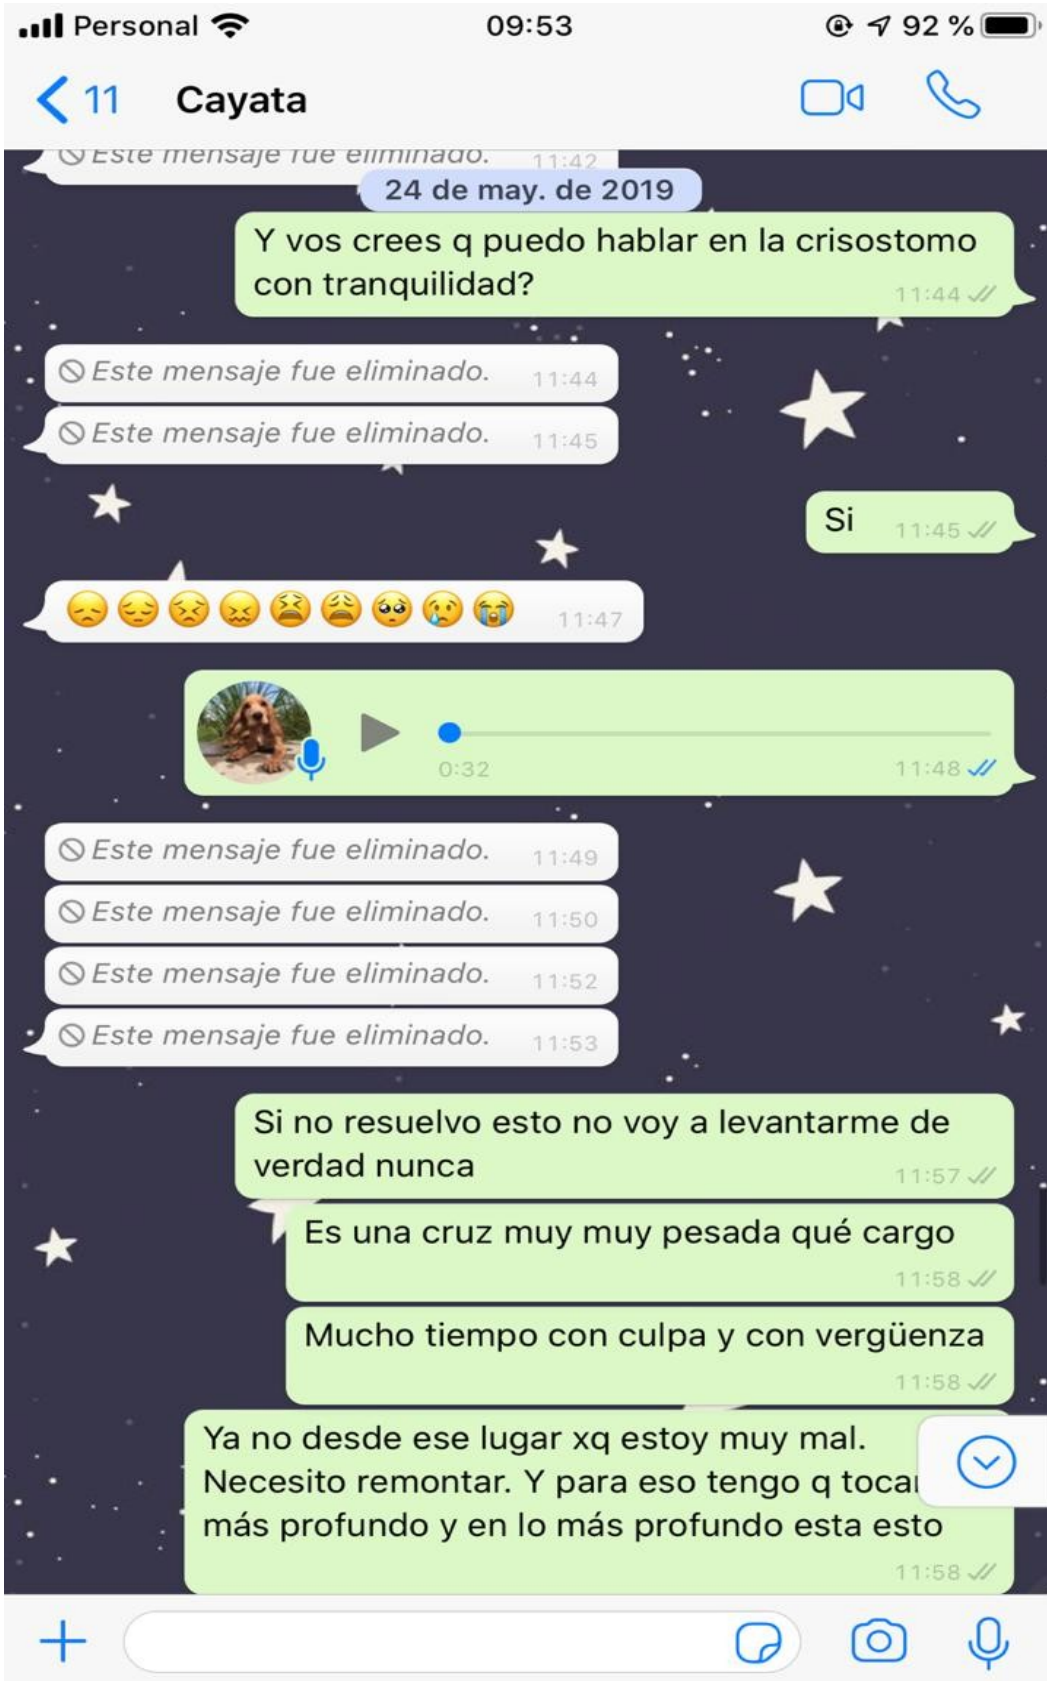 Personal 09:53 92 %
11 Cayata
Este mensaje fue eliminado. 11:42
24 de may. de 2019
Y vos crees q puedo hablar en la crisostomo
con tranquilidad? 11:44
Este mensaje fue eliminado. 11:44
Este mensaje fue eliminado. 11:45
Si 11:45
11:47
0:32 11:48
Este mensaje fue eliminado. 11:49
Este mensaje fue eliminado. 11:50
Este mensaje fue eliminado. 11:52
Este mensaje fue eliminado. 11:53
Si no resuelvo esto no voy a levantarme de
verdad nunca 11:57
Es una cruz muy muy pesada qué cargo
11:58
Mucho tiempo con culpa y con vergüenza
11:58
Ya no desde ese lugar xq estoy muy mal.
Necesito remontar. Y para eso tengo q
más profundo y en lo más profundo esta esto
11:58